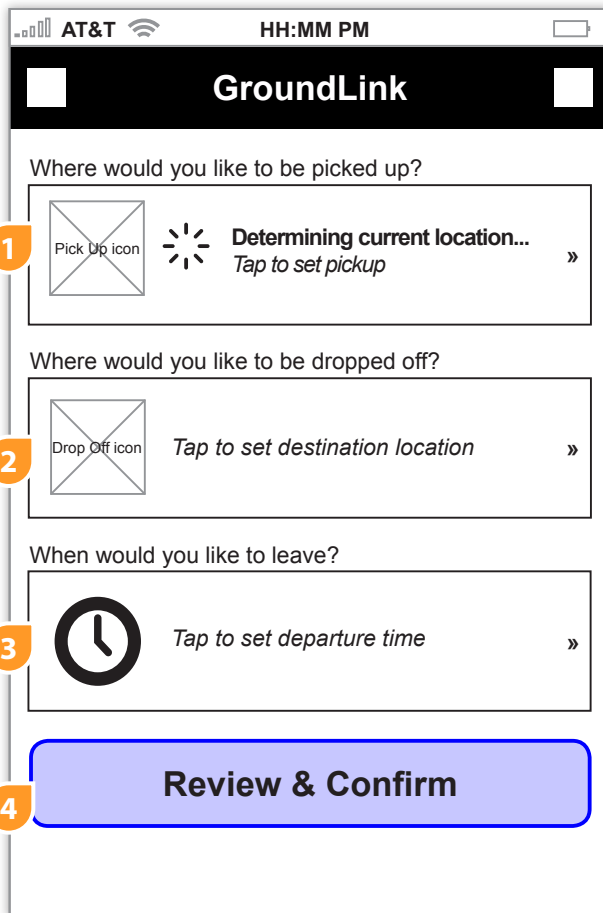 AT&T HH:MM PM
GroundLink
Where would you like to be picked up?
1
Pick Up icon
Determining current location...
Tap to set pickup
»
Where would you like to be dropped off?
2
Drop Off icon
Tap to set destination location
»
When would you like to leave?
3
Tap to set departure time
»
4
Review & Confirm